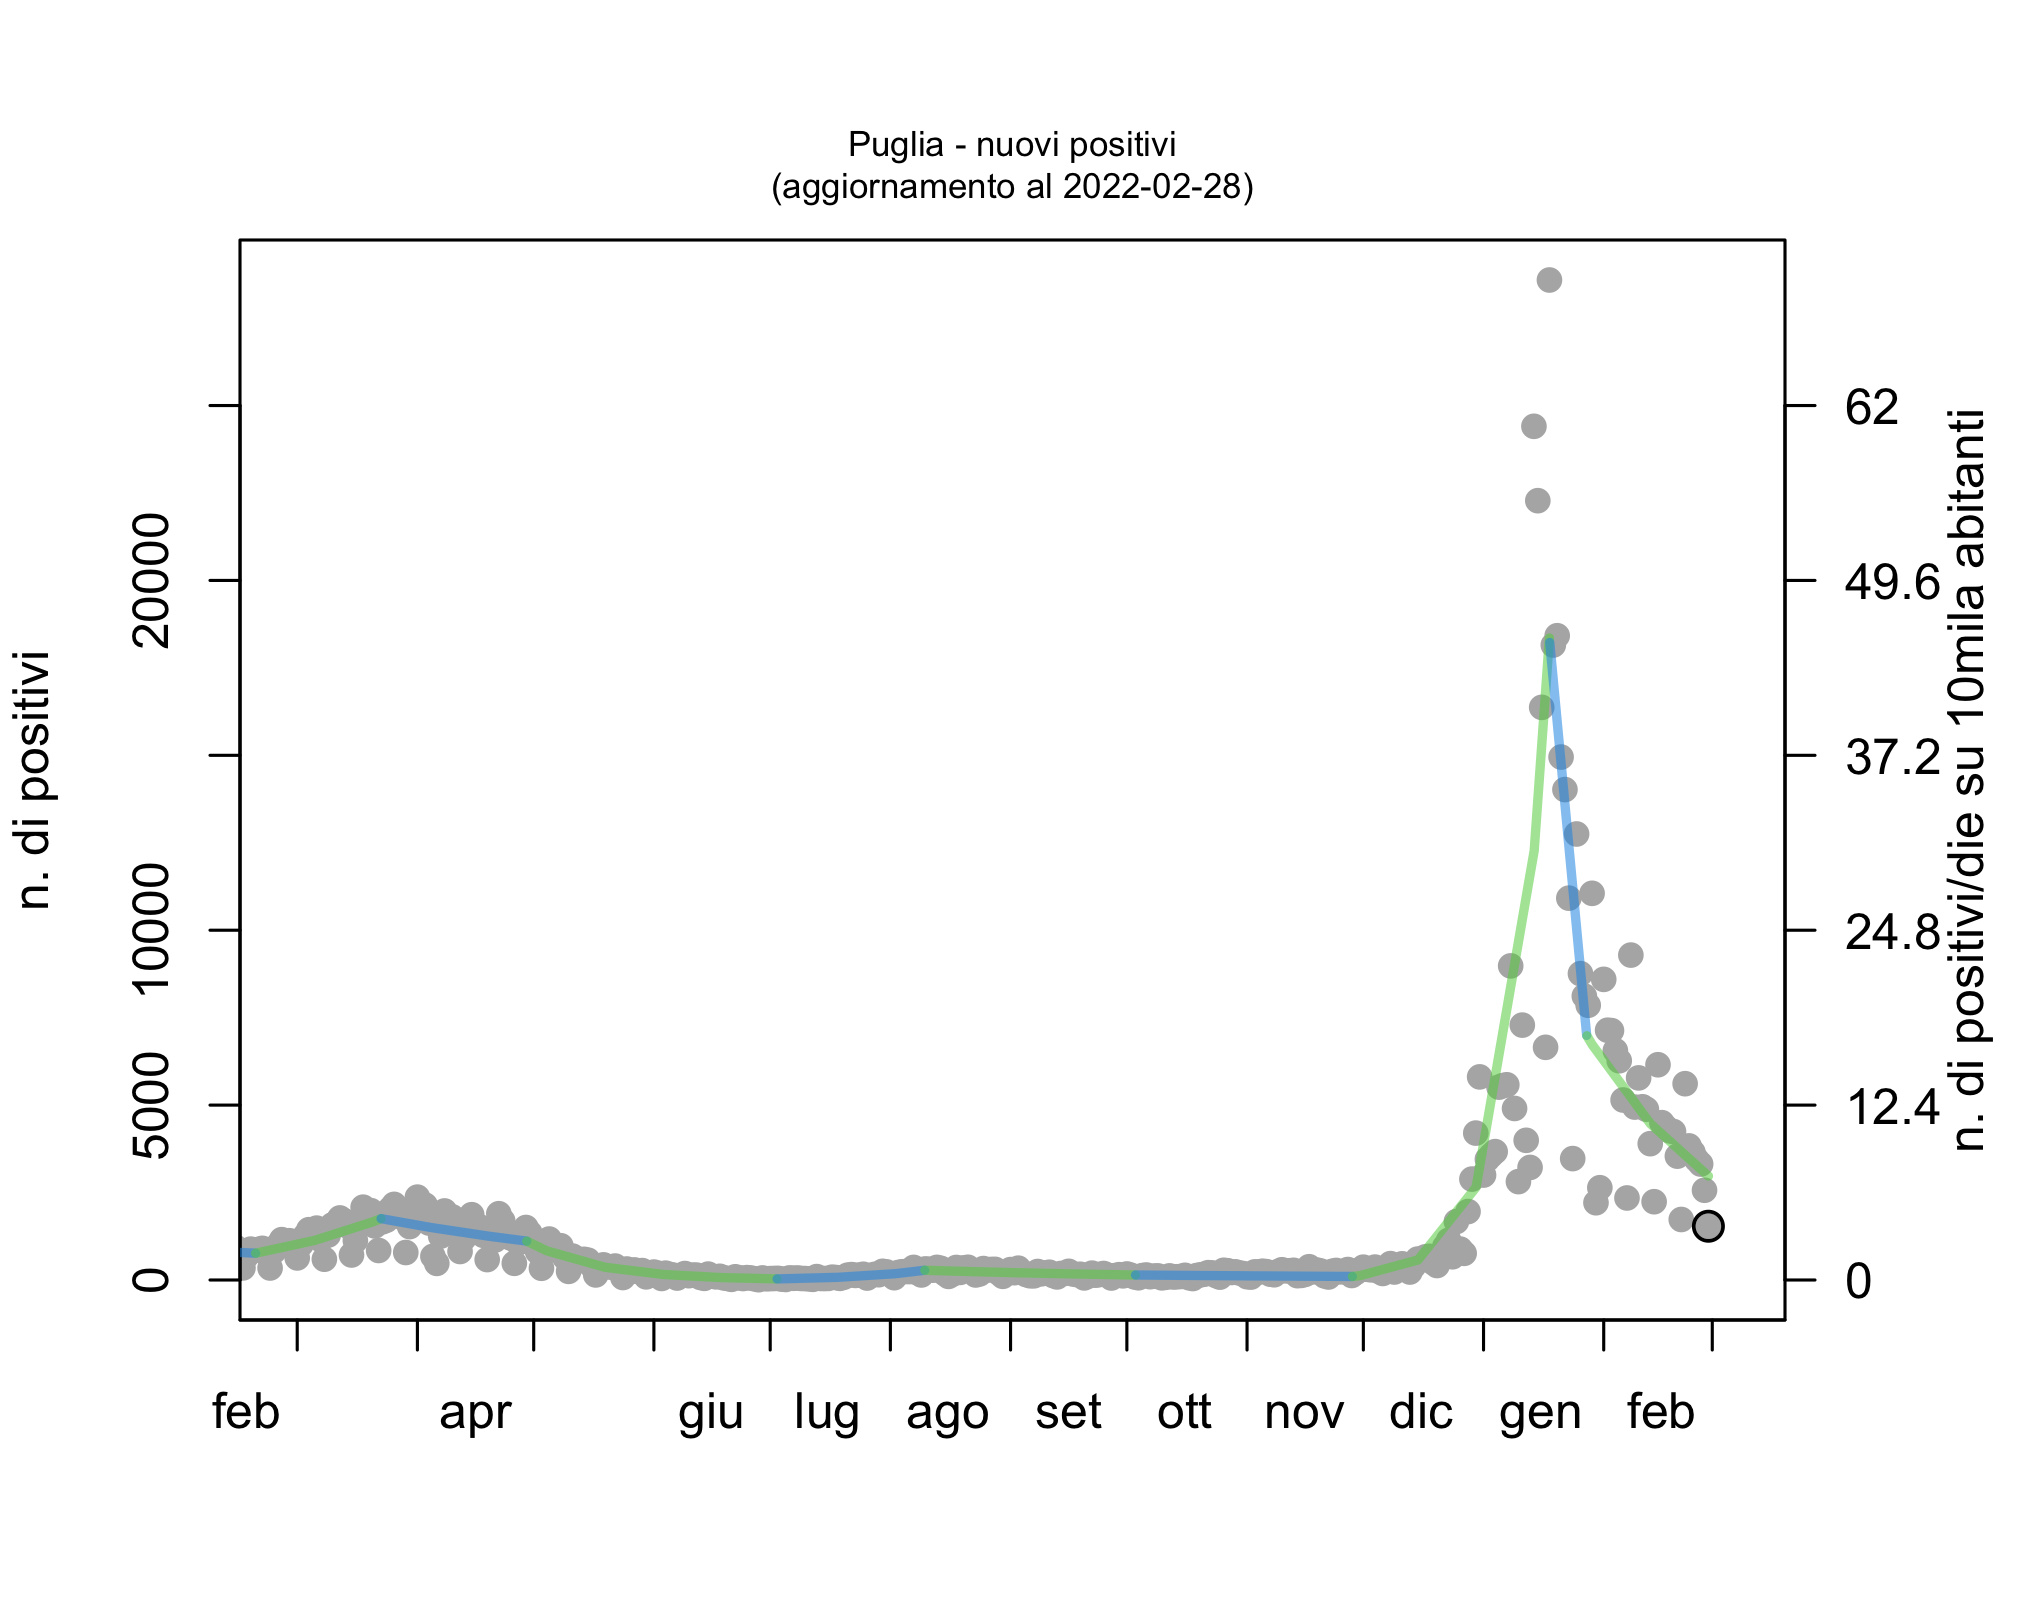 Puglia - nuovi positivi
(aggiornamento al 2022-02-28)
n. di positivi
0
5000
10000
20000
0
12.4
24.8
37.2
49.6
62
n. di positivi/die su 10mila abitanti
feb apr giu lug ago set ott nov dic gen feb